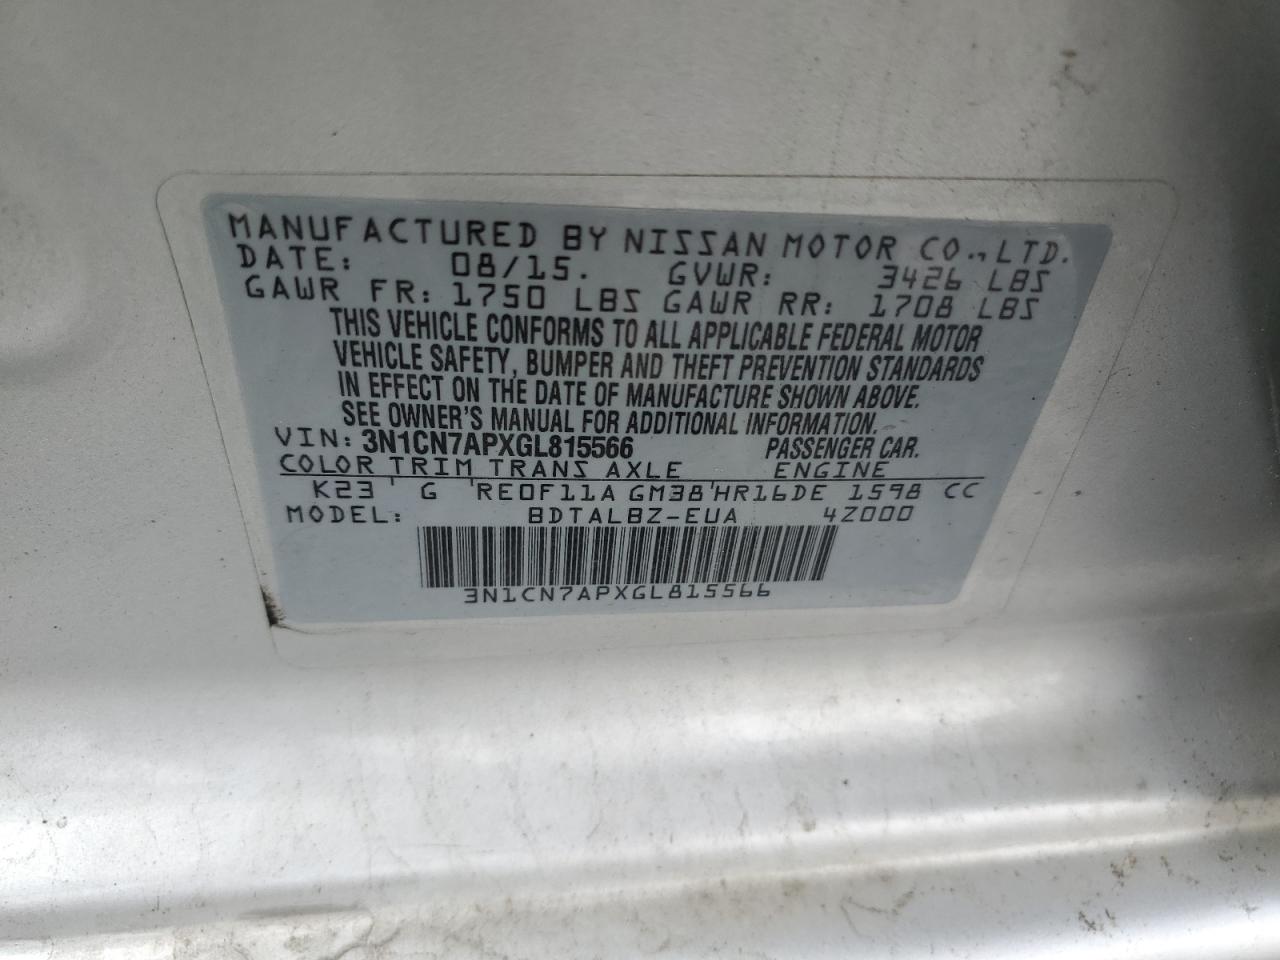 MANUFACTURED BY NISSAN MOTOR CO., LTD.
DATE: 08/15. GVWR: 3426 LBS
GAWR FR: 1750 LBS GAWR RR: 1708 LBS
THIS VEHICLE CONFORMS TO ALL APPLICABLE FEDERAL MOTOR
VEHICLE SAFETY, BUMPER AND THEFT PREVENTION STANDARDS
IN EFFECT ON THE DATE OF MANUFACTURE SHOWN ABOVE.
SEE OWNER'S MANUAL FOR ADDITIONAL INFORMATION.
VIN: 3N1CN7APXGL815566 PASSENGER CAR.
COLOR TRIM TRANS AXLE ENGINE
K23 ' G 'RE0F11A GM38'HR16DE 1598 CC
MODEL: BDTALBZ-EUA 4Z000
3N1CN7APXGL815566